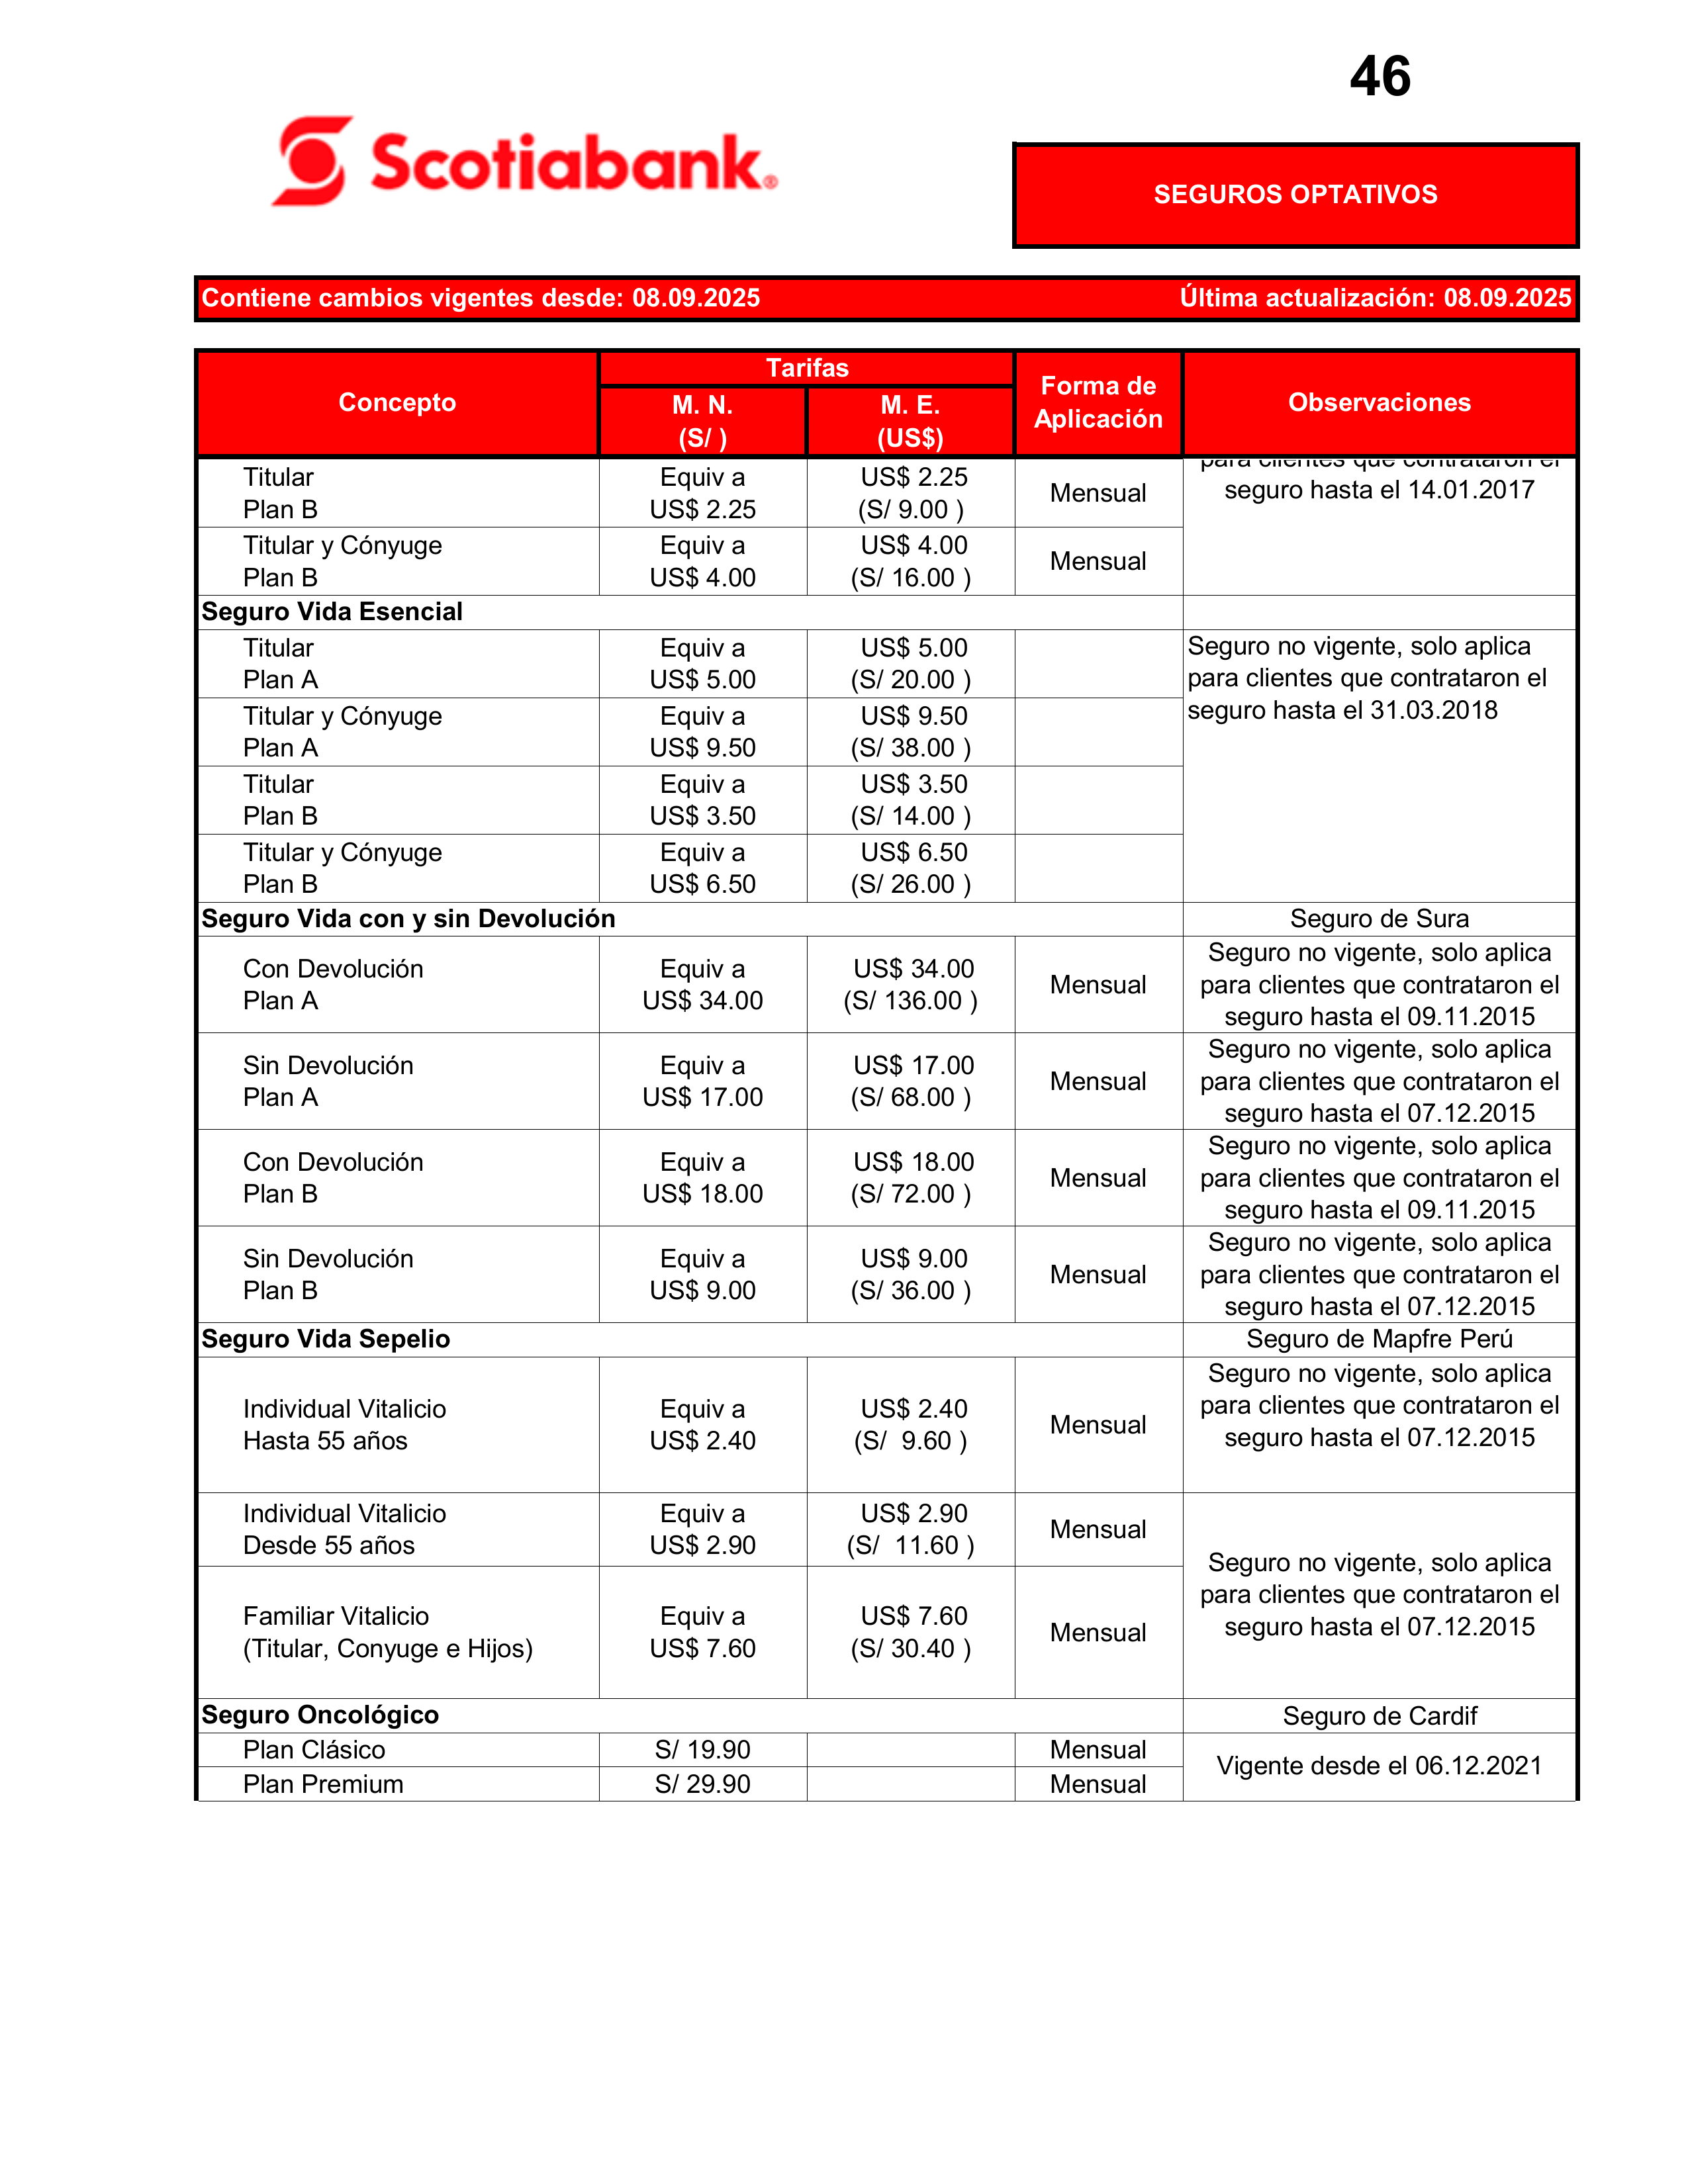 46
Scotiabank®
SEGUROS OPTATIVOS
Contiene cambios vigentes desde: 08.09.2025 Última actualización: 08.09.2025
Concepto
Tarifas
M. N.
(S/ )
M. E.
(US$)
Forma de
Aplicación
Observaciones
Titular
Plan B
Equiv a
US$ 2.25
US$ 2.25
(S/ 9.00 )
Mensual
para clientes que contrataron el
seguro hasta el 14.01.2017
Titular y Cónyuge
Plan B
Equiv a
US$ 4.00
US$ 4.00
(S/ 16.00 )
Mensual
Seguro Vida Esencial
Titular
Plan A
Equiv a
US$ 5.00
US$ 5.00
(S/ 20.00 )
Seguro no vigente, solo aplica
para clientes que contrataron el
seguro hasta el 31.03.2018
Titular y Cónyuge
Plan A
Equiv a
US$ 9.50
US$ 9.50
(S/ 38.00 )
Titular
Plan B
Equiv a
US$ 3.50
US$ 3.50
(S/ 14.00 )
Titular y Cónyuge
Plan B
Equiv a
US$ 6.50
US$ 6.50
(S/ 26.00 )
Seguro Vida con y sin Devolución
Seguro de Sura
Con Devolución
Plan A
Equiv a
US$ 34.00
US$ 34.00
(S/ 136.00 )
Mensual
Seguro no vigente, solo aplica
para clientes que contrataron el
seguro hasta el 09.11.2015
Sin Devolución
Plan A
Equiv a
US$ 17.00
US$ 17.00
(S/ 68.00 )
Mensual
Seguro no vigente, solo aplica
para clientes que contrataron el
seguro hasta el 07.12.2015
Con Devolución
Plan B
Equiv a
US$ 18.00
US$ 18.00
(S/ 72.00 )
Mensual
Seguro no vigente, solo aplica
para clientes que contrataron el
seguro hasta el 09.11.2015
Sin Devolución
Plan B
Equiv a
US$ 9.00
US$ 9.00
(S/ 36.00 )
Mensual
Seguro no vigente, solo aplica
para clientes que contrataron el
seguro hasta el 07.12.2015
Seguro Vida Sepelio
Seguro de Mapfre Perú
Individual Vitalicio
Hasta 55 años
Equiv a
US$ 2.40
US$ 2.40
(S/ 9.60 )
Mensual
Seguro no vigente, solo aplica
para clientes que contrataron el
seguro hasta el 07.12.2015
Individual Vitalicio
Desde 55 años
Equiv a
US$ 2.90
US$ 2.90
(S/ 11.60 )
Mensual
Seguro no vigente, solo aplica
para clientes que contrataron el
seguro hasta el 07.12.2015
Familiar Vitalicio
(Titular, Conyuge e Hijos)
Equiv a
US$ 7.60
US$ 7.60
(S/ 30.40 )
Mensual
Seguro Oncológico
Seguro de Cardif
Plan Clásico
S/ 19.90
Mensual
Vigente desde el 06.12.2021
Plan Premium
S/ 29.90
Mensual